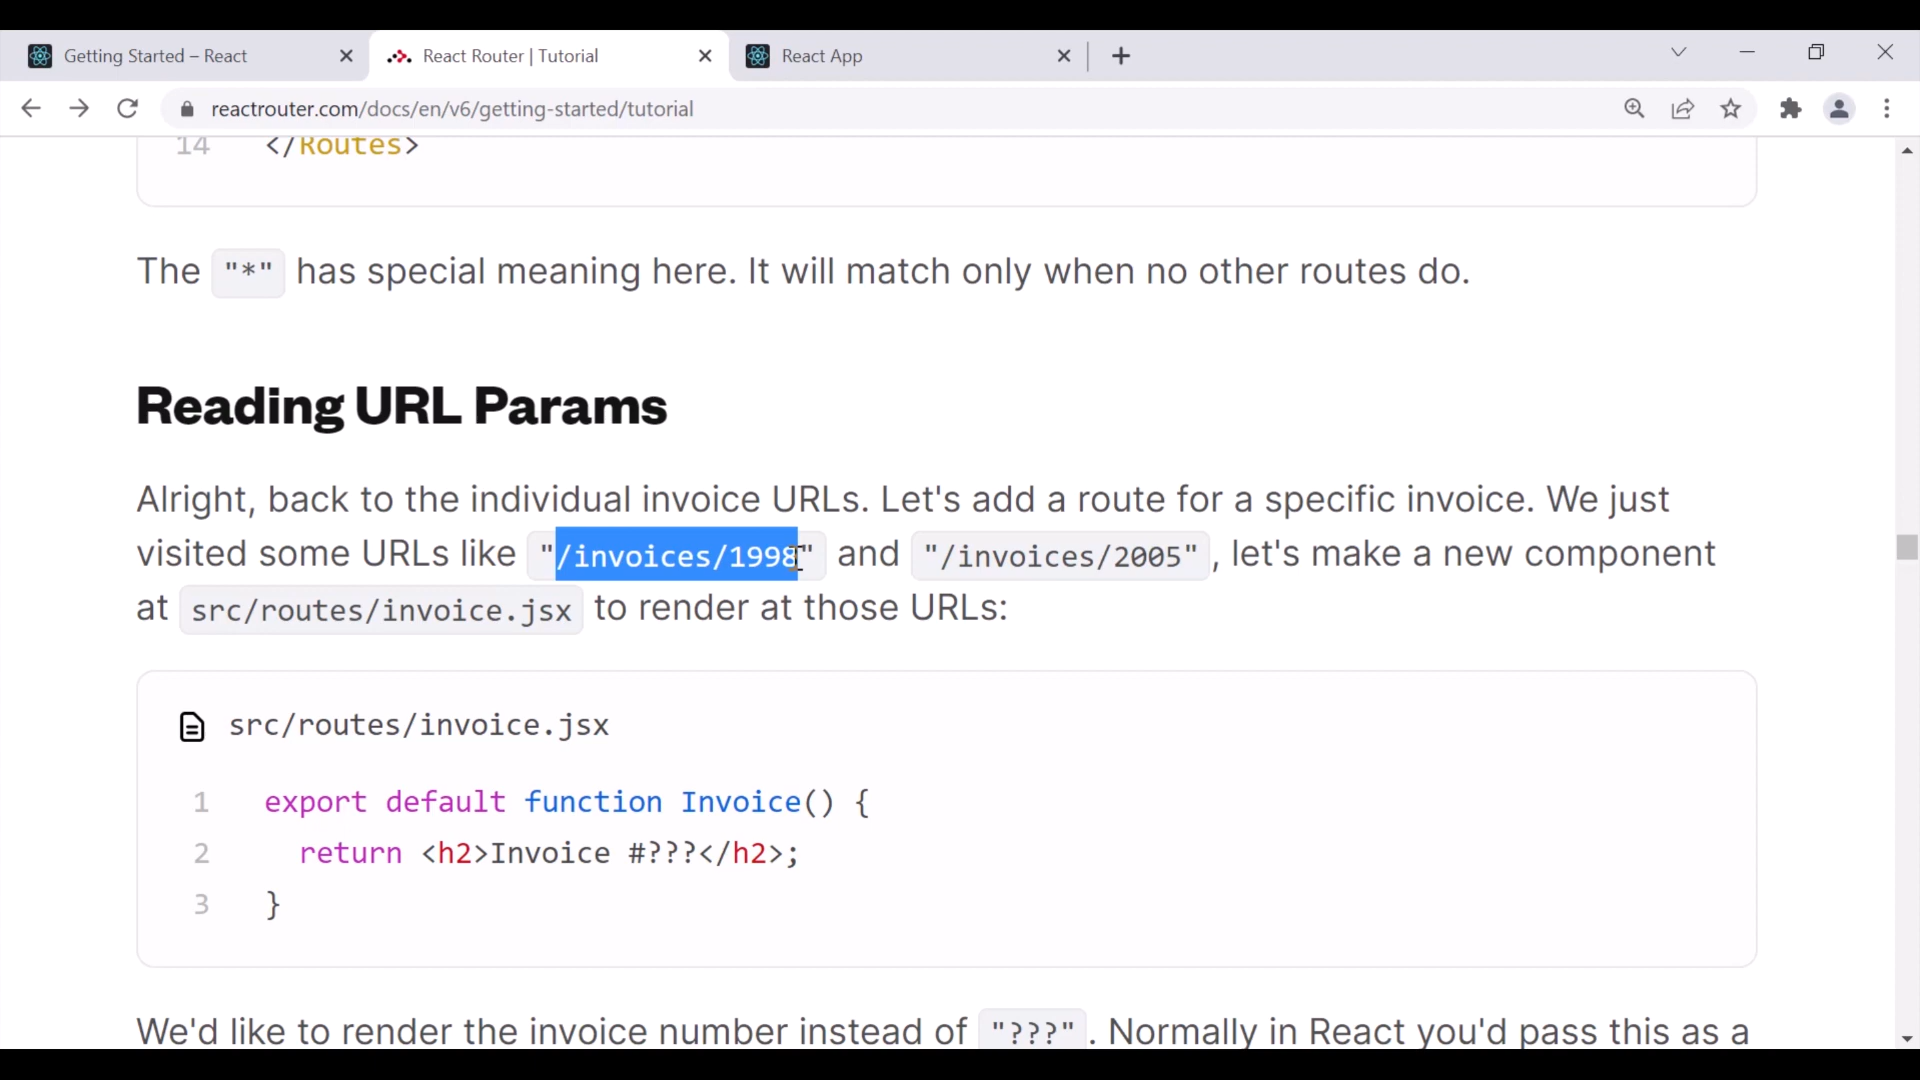 Getting Started – React
React Router | Tutorial
React App
reactrouter.com/docs/en/v6/getting-started/tutorial
14 </Routes>
The "*" has special meaning here. It will match only when no other routes do.
Reading URL Params
Alright, back to the individual invoice URLs. Let's add a route for a specific invoice. We just
visited some URLs like "/invoices/1998" and "/invoices/2005", let's make a new component
at src/routes/invoice.jsx to render at those URLs:
src/routes/invoice.jsx
1 export default function Invoice() {
2 return <h2>Invoice #???</h2>;
3 }
We'd like to render the invoice number instead of "???". Normally in React you'd pass this as a